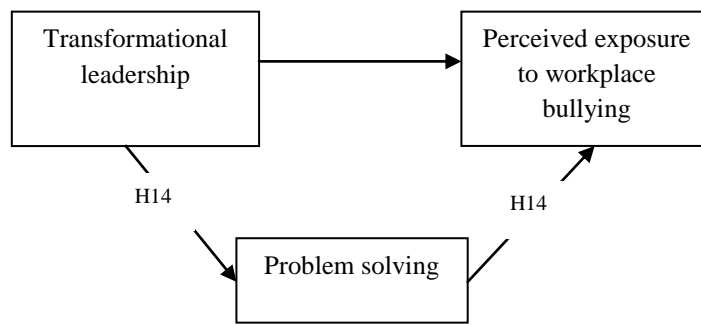 Transformational
leadership
Perceived exposure
to workplace
bullying
H14
H14
Problem solving